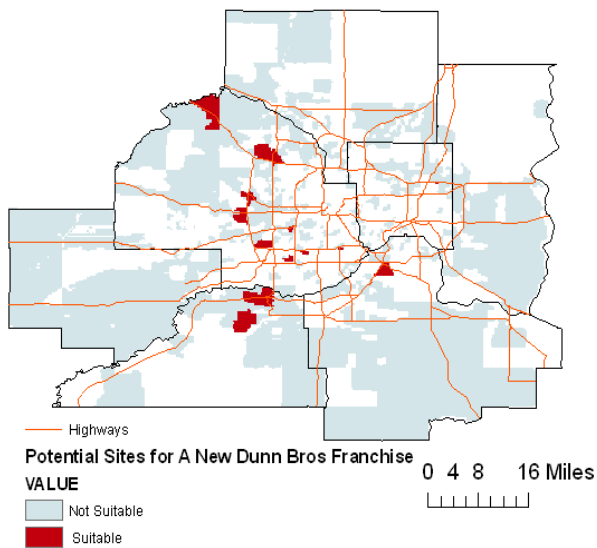 Highways
Potential Sites for A New Dunn Bros Franchise
VALUE
Not Suitable
Suitable
0 4 8 16 Miles